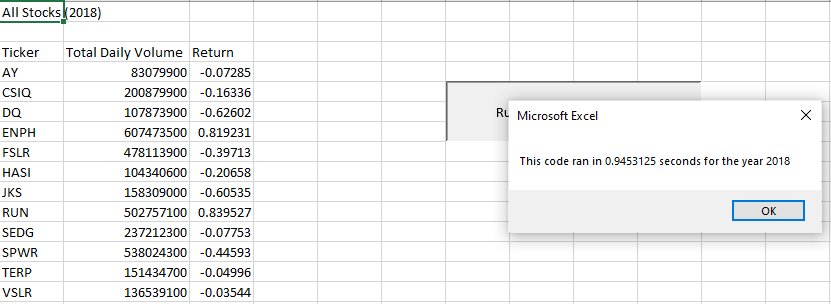 All Stocks (2018)
Ticker Total Daily Volume Return
AY 83079900 -0.07285
CSIQ 200879900 -0.16336
DQ 107873900 -0.62602
ENPH 607473500 0.819231
FSLR 478113900 -0.39713
HASI 104340600 -0.20658
JKS 158309000 -0.60535
RUN 502757100 0.839527
SEDG 237212300 -0.07753
SPWR 538024300 -0.44593
TERP 151434700 -0.04996
VSLR 136539100 -0.03544
Microsoft Excel
This code ran in 0.9453125 seconds for the year 2018
OK